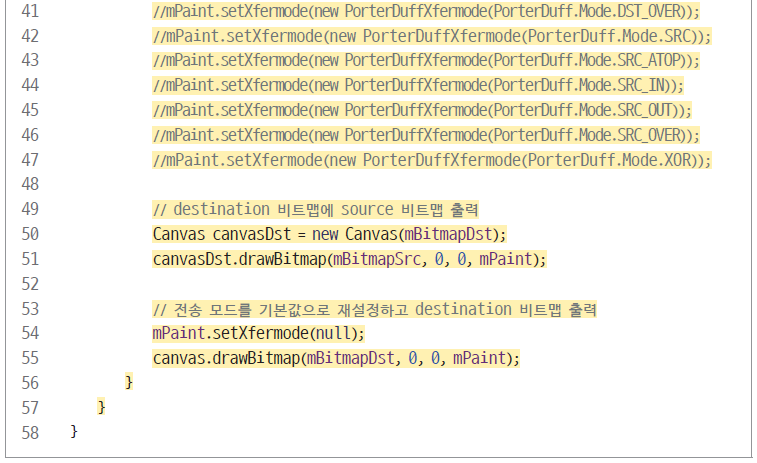 41 //mPaint.setXfermode(new PorterDuffXfermode(PorterDuff.Mode.DST_OVER));
42 //mPaint.setXfermode(new PorterDuffXfermode(PorterDuff.Mode.SRC));
43 //mPaint.setXfermode(new PorterDuffXfermode(PorterDuff.Mode.SRC_ATOP));
44 //mPaint.setXfermode(new PorterDuffXfermode(PorterDuff.Mode.SRC_IN));
45 //mPaint.setXfermode(new PorterDuffXfermode(PorterDuff.Mode.SRC_OUT));
46 //mPaint.setXfermode(new PorterDuffXfermode(PorterDuff.Mode.SRC_OVER));
47 //mPaint.setXfermode(new PorterDuffXfermode(PorterDuff.Mode.XOR));
48
49 // destination 비트맵에 source 비트맵 출력
50 Canvas canvasDst = new Canvas(mBitmapDst);
51 canvasDst.drawBitmap(mBitmapSrc, 0, 0, mPaint);
52
53 // 전송 모드를 기본값으로 재설정하고 destination 비트맵 출력
54 mPaint.setXfermode(null);
55 canvas.drawBitmap(mBitmapDst, 0, 0, mPaint);
56 }
57 }
58 }